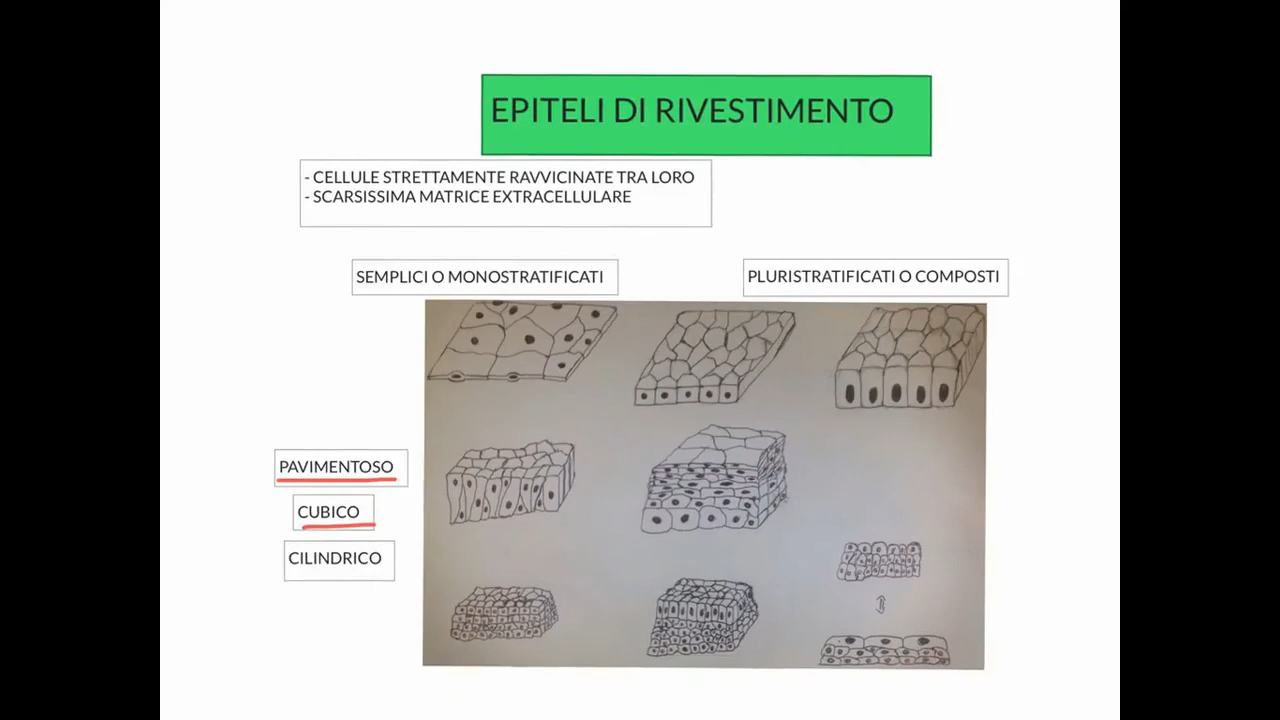 EPITELI DI RIVESTIMENTO
- CELLULE STRETTAMENTE RAVVICINATE TRA LORO
- SCARSISSIMA MATRICE EXTRACELLULARE
SEMPLICI O MONOSTRATIFICATI
PLURISTRATIFICATI O COMPOSTI
PAVIMENTOSO
CUBICO
CILINDRICO